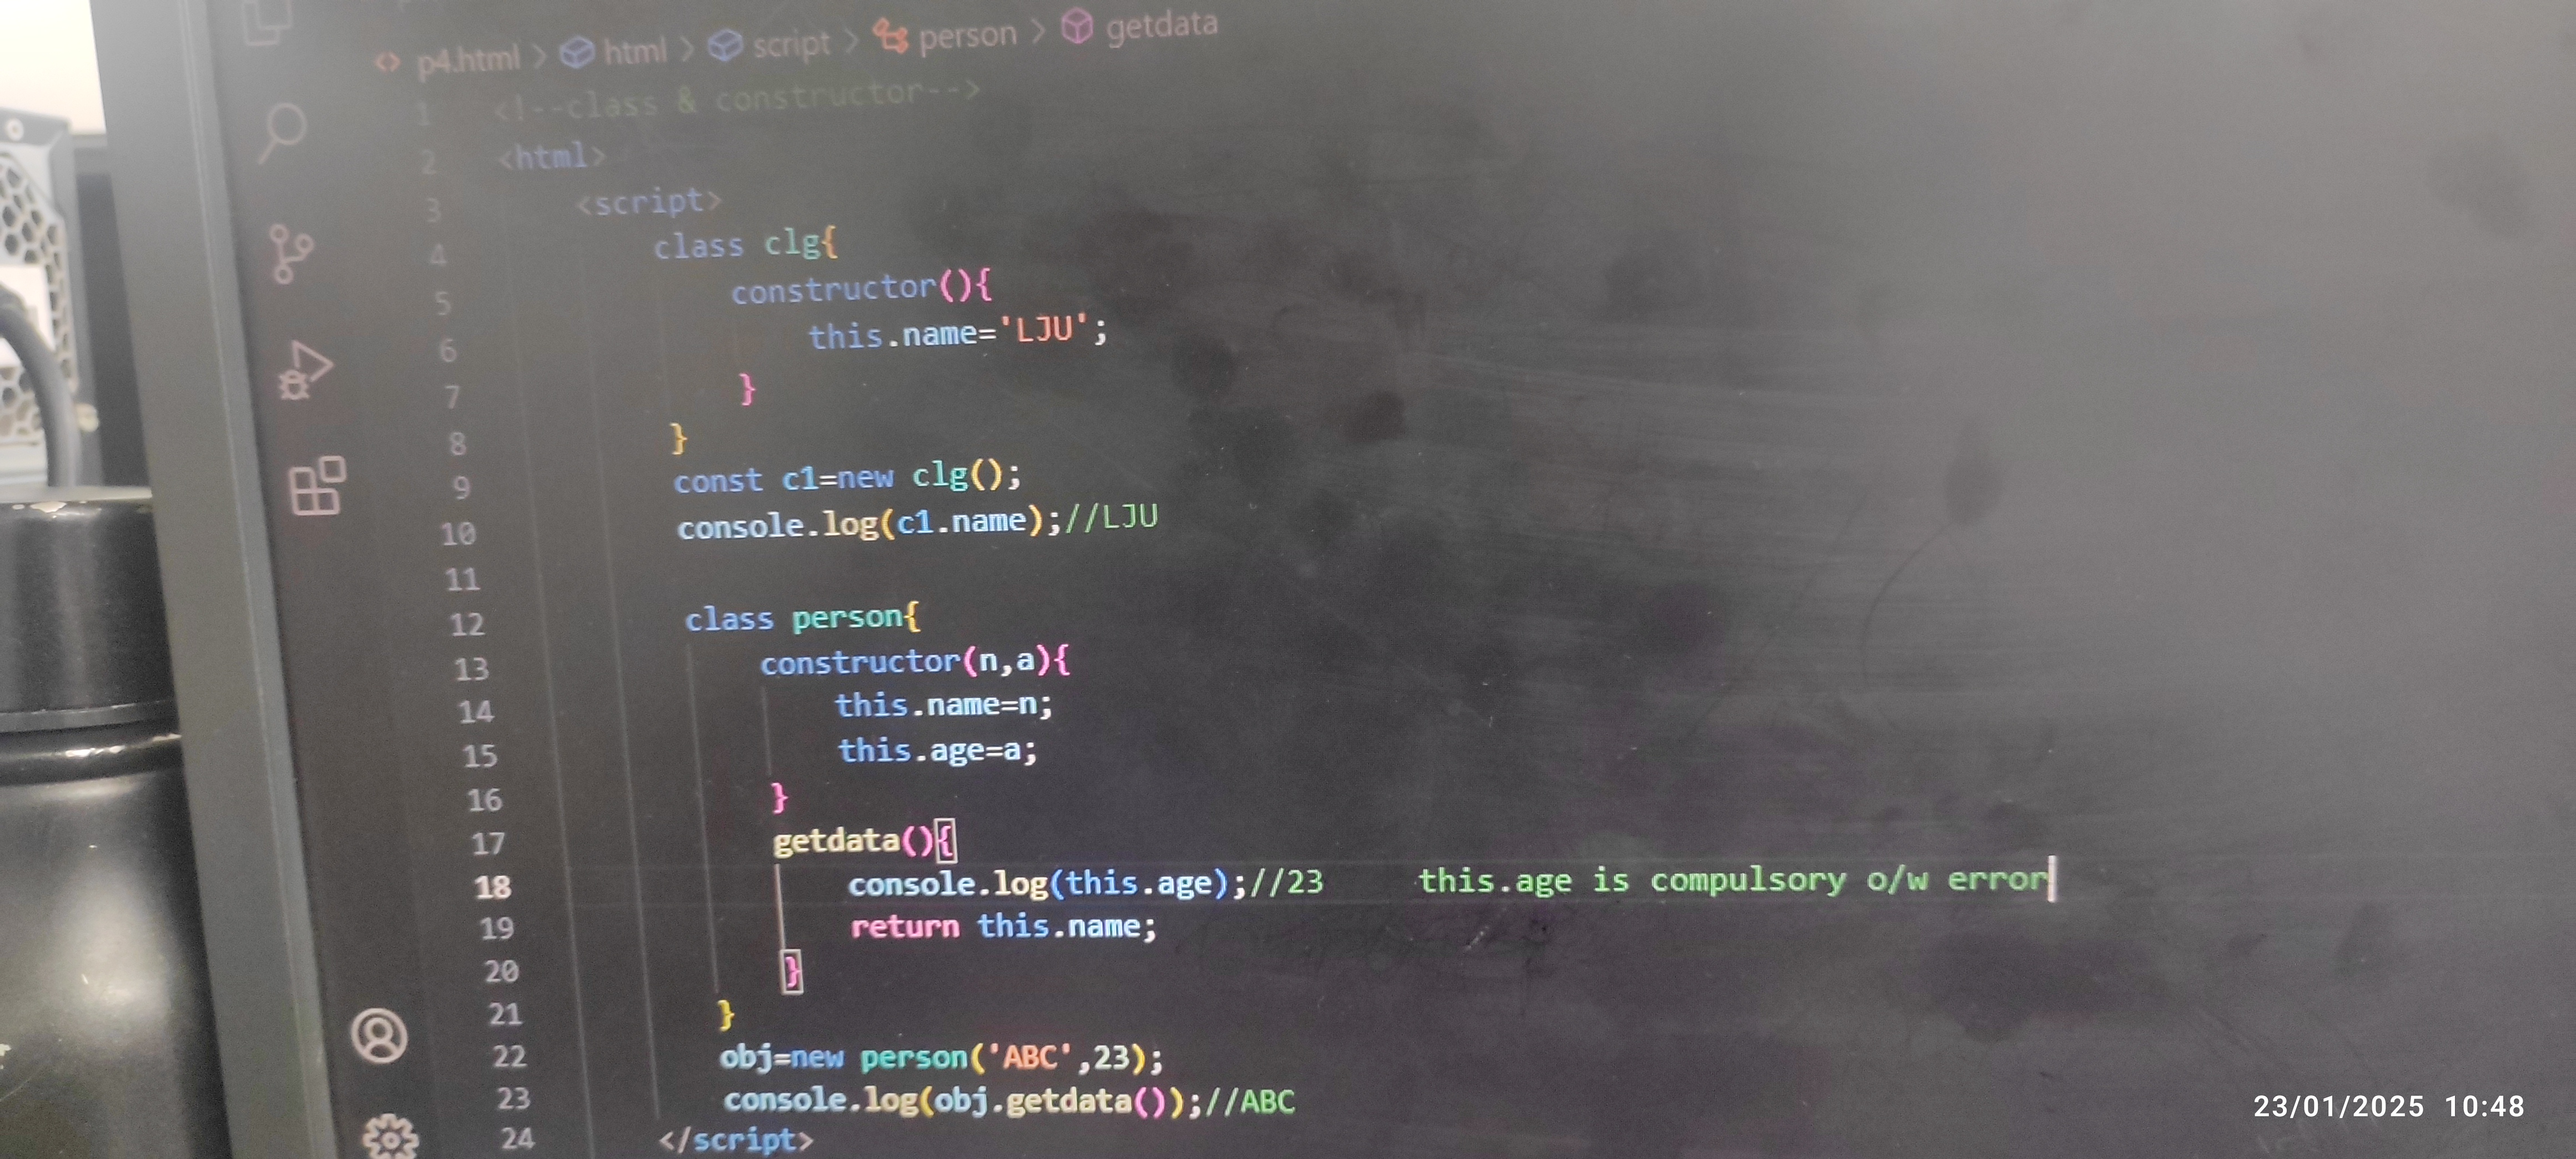 p4.html > html > script > person > getdata
1 <!--class & constructor-->
2 <html>
3 <script>
4 class clg{
5 constructor(){
6 this.name='LJU';
7 }
8 }
9 const c1=new clg();
10 console.log(c1.name);//LJU
11
12 class person{
13 constructor(n,a){
14 this.name=n;
15 this.age=a;
16 }
17 getdata(){
18 console.log(this.age);//23 this.age is compulsory o/w error
19 return this.name;
20 }
21 }
22 obj=new person('ABC',23);
23 console.log(obj.getdata());//ABC
24 </script>
23/01/2025 10:48